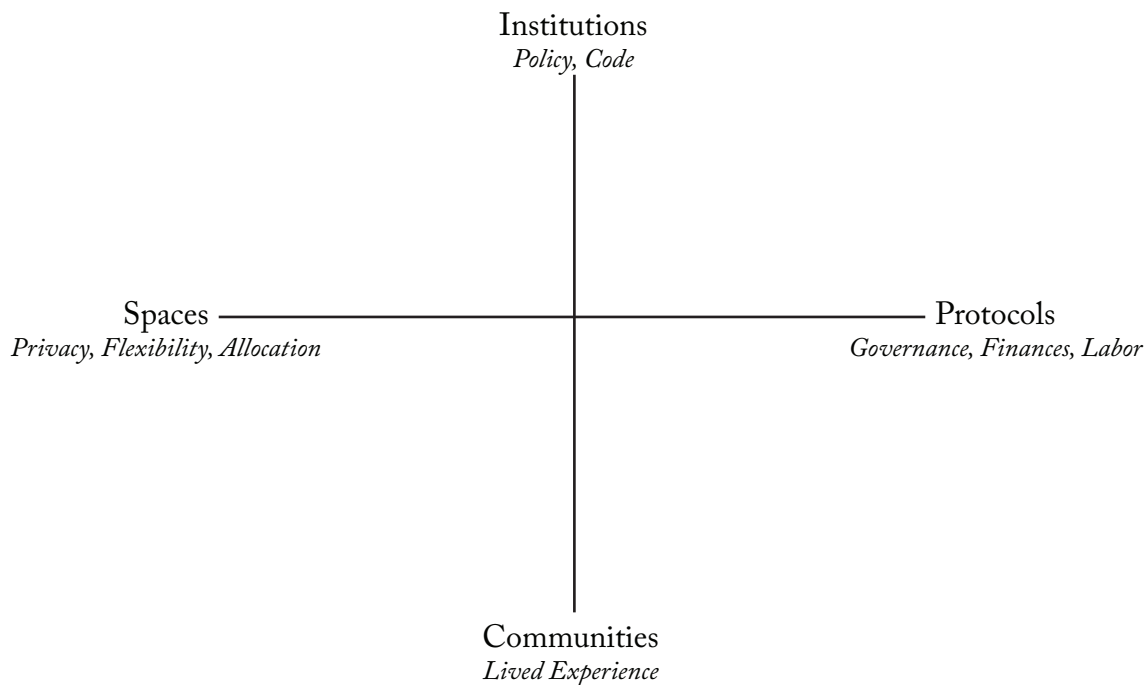 Institutions
Policy, Code
Spaces
Protocols
Privacy, Flexibility, Allocation
Governance, Finances, Labor
Communities
Lived Experience